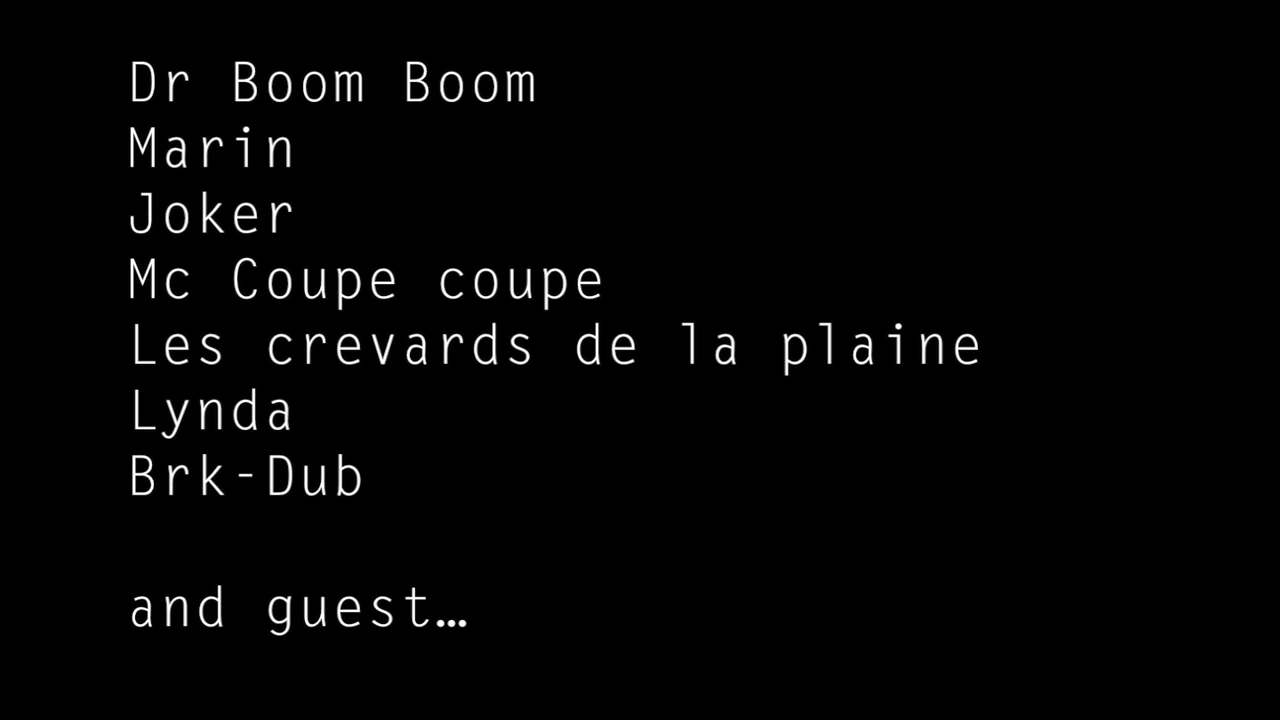 Dr Boom Boom
Marin
Joker
Mc Coupe coupe
Les crevards de la plaine
Lynda
Brk-Dub
and guest…